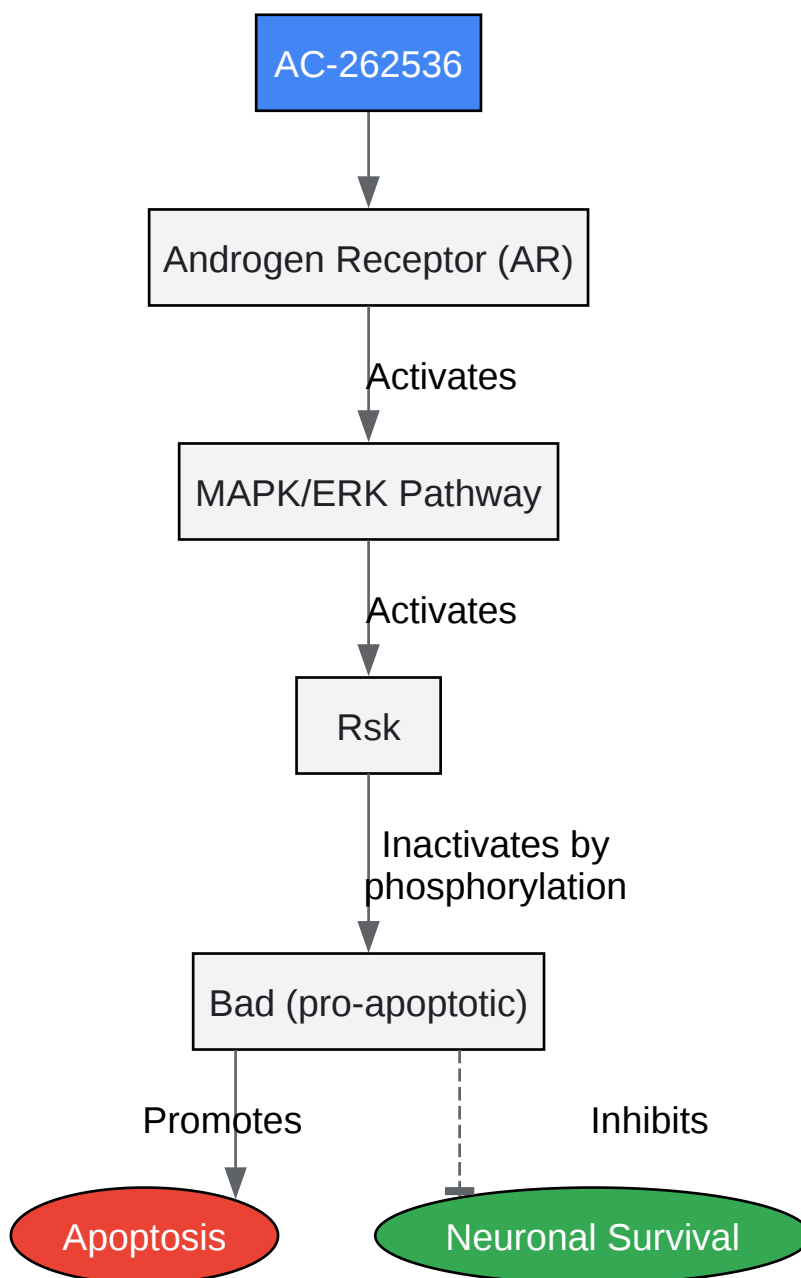 AC-262536
Androgen Receptor (AR)
Activates
MAPK/ERK Pathway
Activates
Rsk
Inactivates by
phosphorylation
Bad (pro-apoptotic)
Promotes
Inhibits
Apoptosis
Neuronal Survival